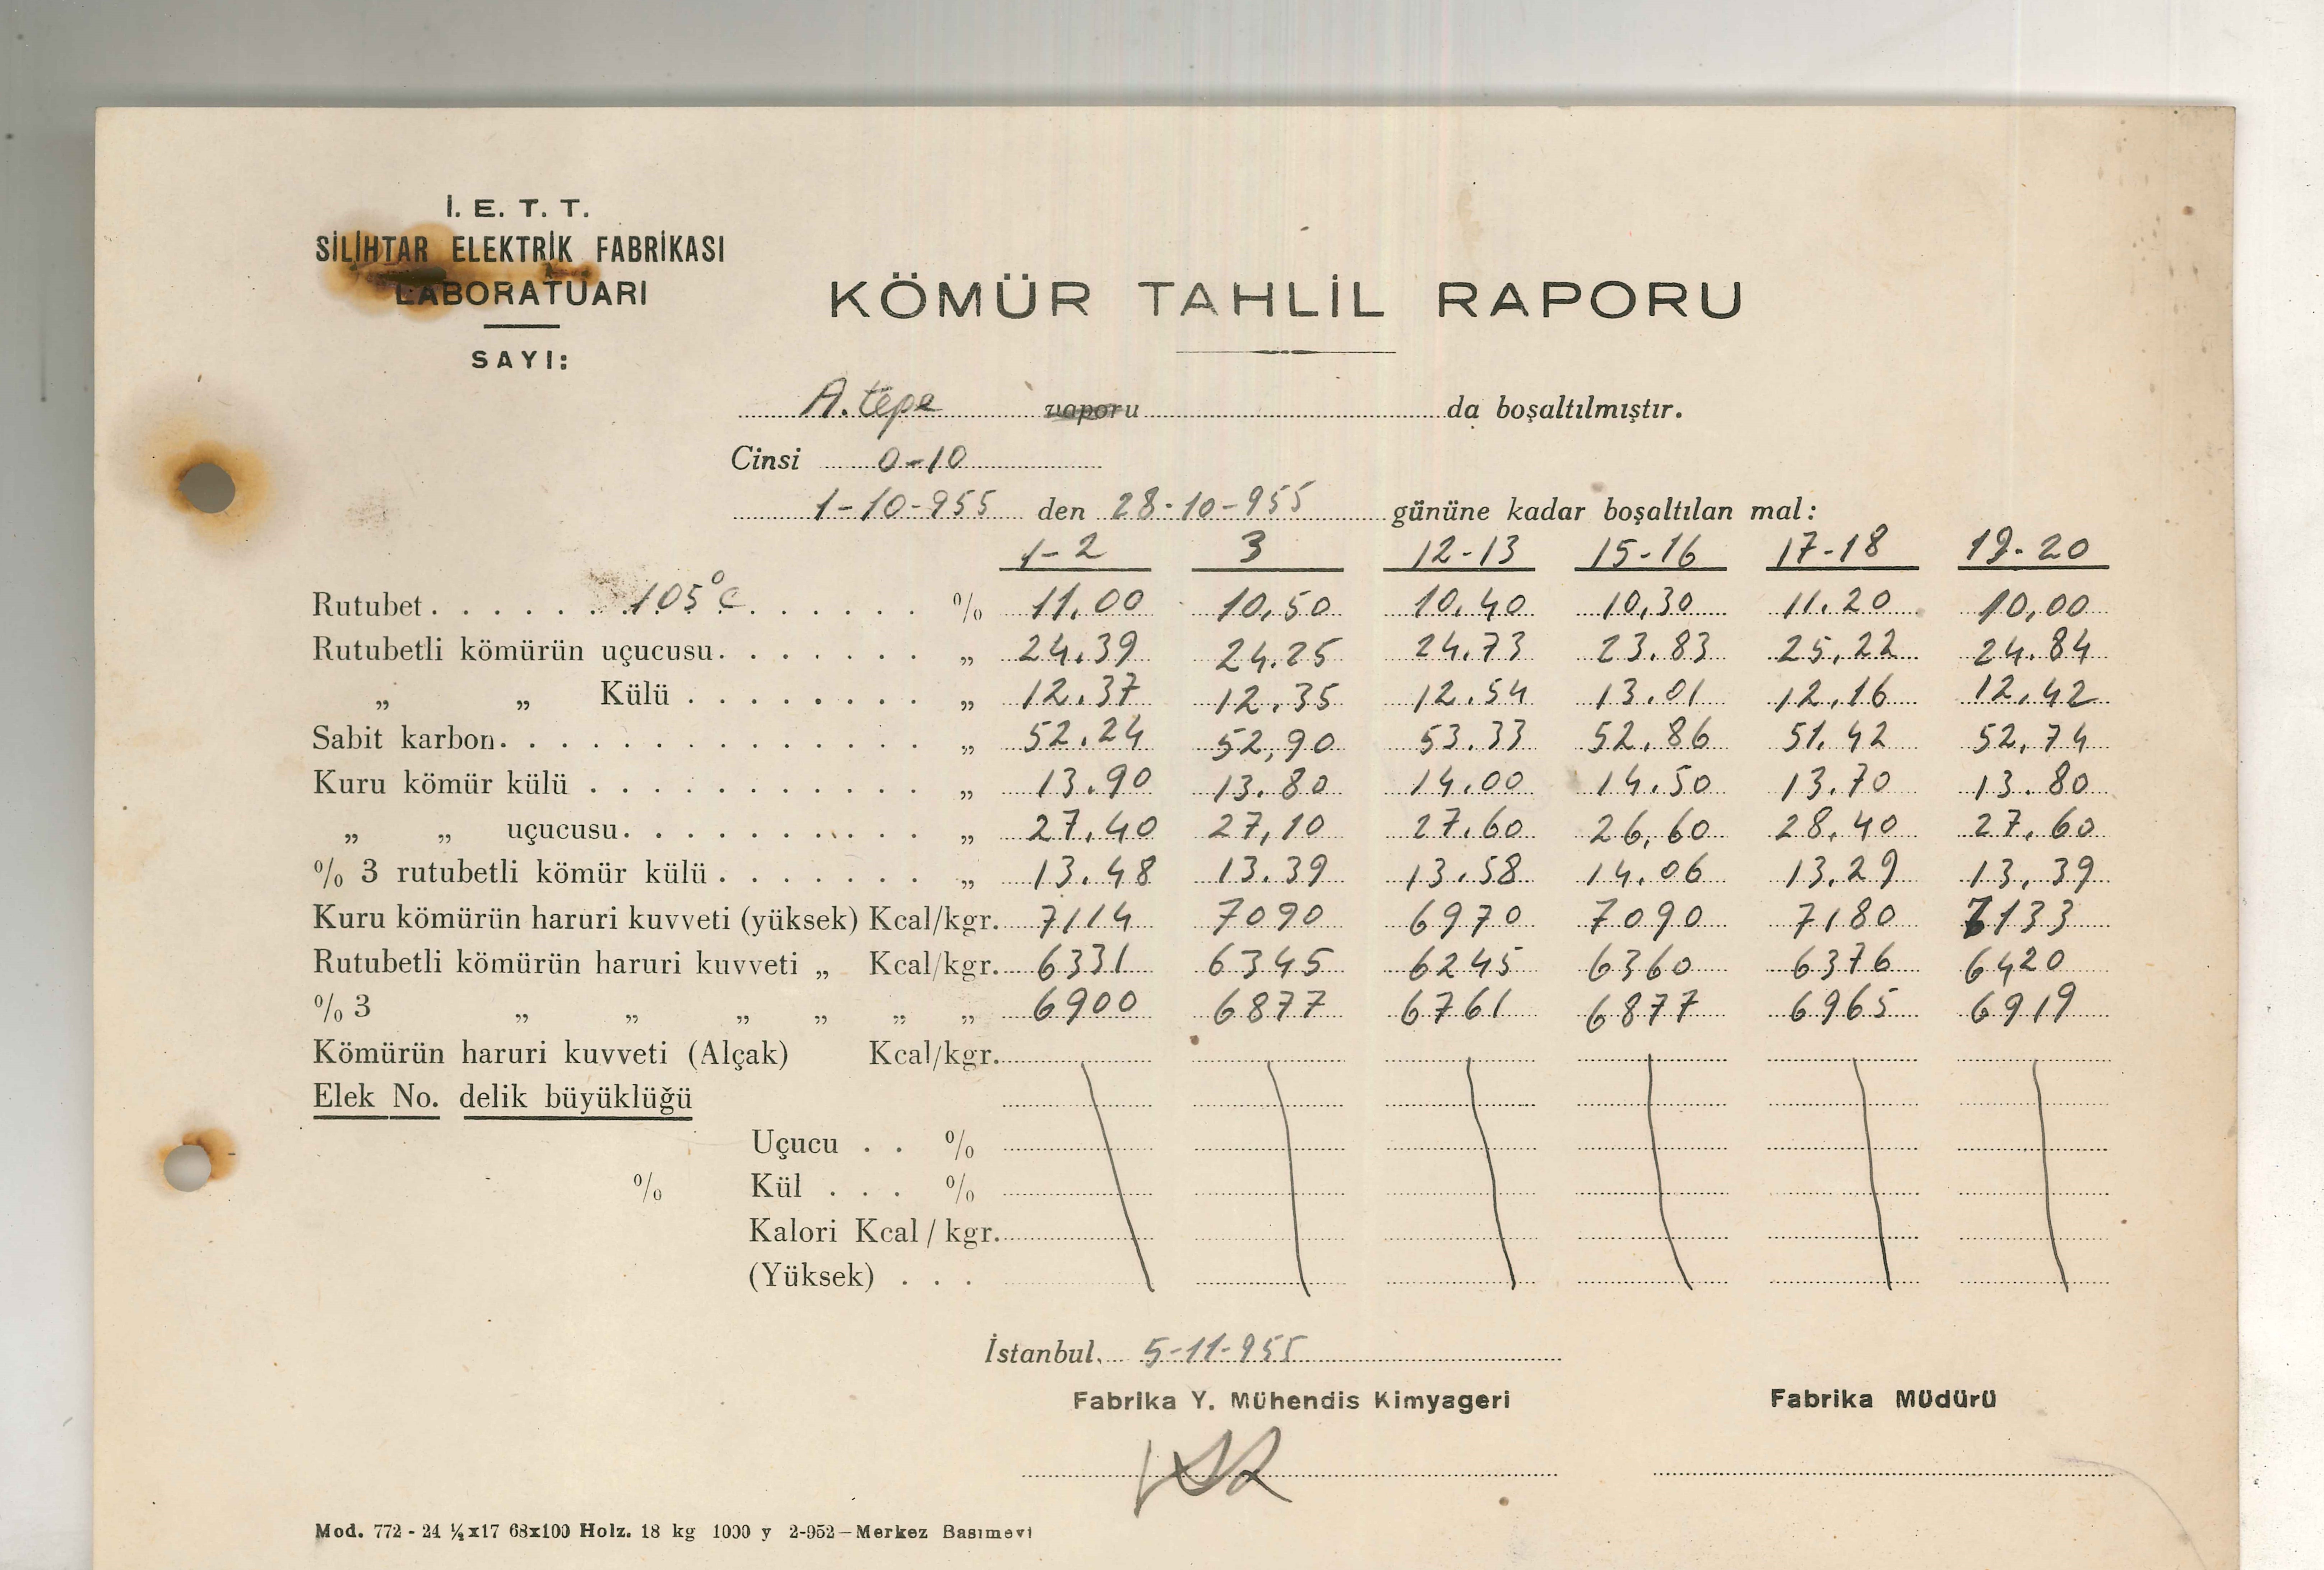 İ. E. T. T.
SİLİHTAR ELEKTRİK FABRİKASI
LABORATUARI
SAYI:
KÖMÜR TAHLİL RAPORU
A.tepe vaporu da boşaltılmıştır.
Cinsi 0-10
1-10-955 den 28-10-955 gününe kadar boşaltılan mal:
1-2 3 12-13 15-16 17-18 19-20
Rutubet. . . . . . 105°C. . . . . . % 11,00 10,50 10,40 10,30 11.20 10,00
Rutubetli kömürün uçucusu. . . . . . . „ 24,39 24.25 24.73 23.83 25,22 24.84
„ „ Külü . . . . . . . . „ 12.37 12.35 12.54 13.01 12,16 12,42
Sabit karbon. . . . . . . . . . . . . . „ 52.24 52,90 53.33 52.86 51.42 52,74
Kuru kömür külü . . . . . . . . . . . „ 13.90 13.80 14.00 14.50 13.70 13.80
„ „ uçucusu. . . . . . . . . . „ 27,40 27,10 27.60 26,60 28,40 27,60
% 3 rutubetli kömür külü . . . . . . . „ 13.48 13.39 13.58 14.06 13,29 13,39
Kuru kömürün haruri kuvveti (yüksek) Kcal/kgr. 7114 7090 6970 7090 7180 7133
Rutubetli kömürün haruri kuvveti „ Kcal/kgr. 6331 6345 6245 6360 6376 6420
% 3 „ „ „ „ „ „ 6900 6877 6761 6877 6965 6919
Kömürün haruri kuvveti (Alçak) Kcal/kgr.
Elek No. delik büyüklüğü
Uçucu . . %
% Kül . . . %
Kalori Kcal / kgr.
(Yüksek) . . .
İstanbul. 5-11-955
Fabrika Y. Mühendis Kimyageri Fabrika Müdürü
Mod. 772 - 24 ¼x17 68x100 Holz. 18 kg 1000 y 2-952 — Merkez Basımevi